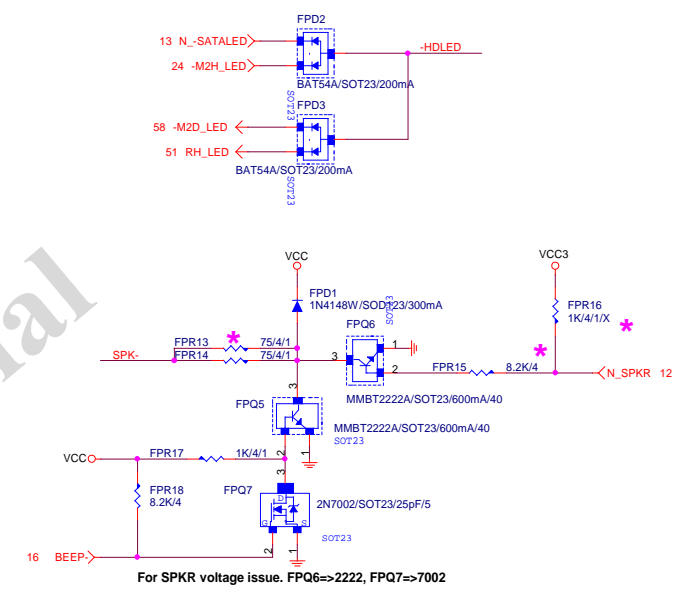 FPD2
13 N_-SATALED
-HDLED
24 -M2H_LED
BAT54A/SOT23/200mA
SOT23
FPD3
58 -M2D_LED
51 RH_LED
BAT54A/SOT23/200mA
SOT23
VCC
VCC3
FPD1
1N4148W/SOD123/300mA
SOT23
FPR16
1K/4/1/X
*
FPQ6
FPR13
*
75/4/1
1
*
SPK-
FPR14
75/4/1
3
2
FPR15
8.2K/4
N_SPKR 12
3
MMBT2222A/SOT23/600mA/40
FPQ5
MMBT2222A/SOT23/600mA/40
SOT23
2
1
VCC
FPR17
1K/4/1
3
FPR18
8.2K/4
FPQ7
D
2N7002/SOT23/25pF/5
G
S
SOT23
2
1
16 BEEP-
For SPKR voltage issue. FPQ6=>2222, FPQ7=>7002